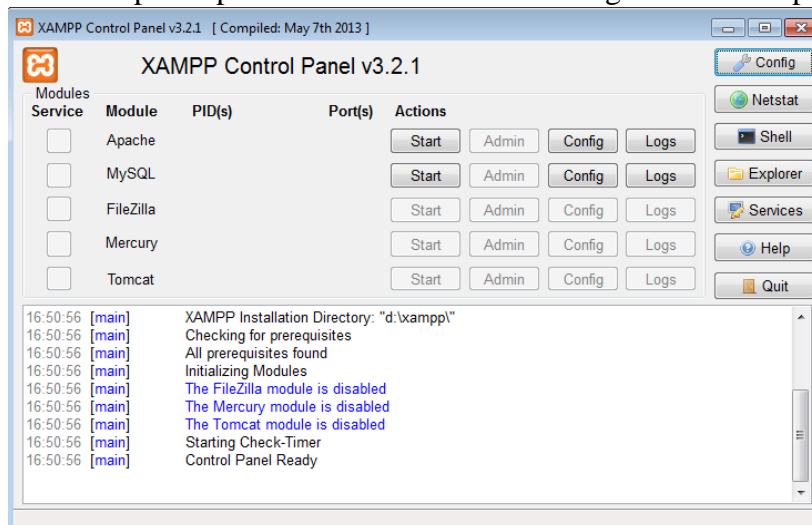 XAMPP Control Panel v3.2.1 [ Compiled: May 7th 2013 ]
XAMPP Control Panel v3.2.1
Config
Modules
Service Module PID(s) Port(s) Actions
Netstat
Apache Start Admin Config Logs
Shell
MySQL Start Admin Config Logs
Explorer
FileZilla Start Admin Config Logs
Services
Mercury Start Admin Config Logs
Help
Tomcat Start Admin Config Logs
Quit
16:50:56 [main] XAMPP Installation Directory: "d:\xampp\"
16:50:56 [main] Checking for prerequisites
16:50:56 [main] All prerequisites found
16:50:56 [main] Initializing Modules
16:50:56 [main] The FileZilla module is disabled
16:50:56 [main] The Mercury module is disabled
16:50:56 [main] The Tomcat module is disabled
16:50:56 [main] Starting Check-Timer
16:50:56 [main] Control Panel Ready